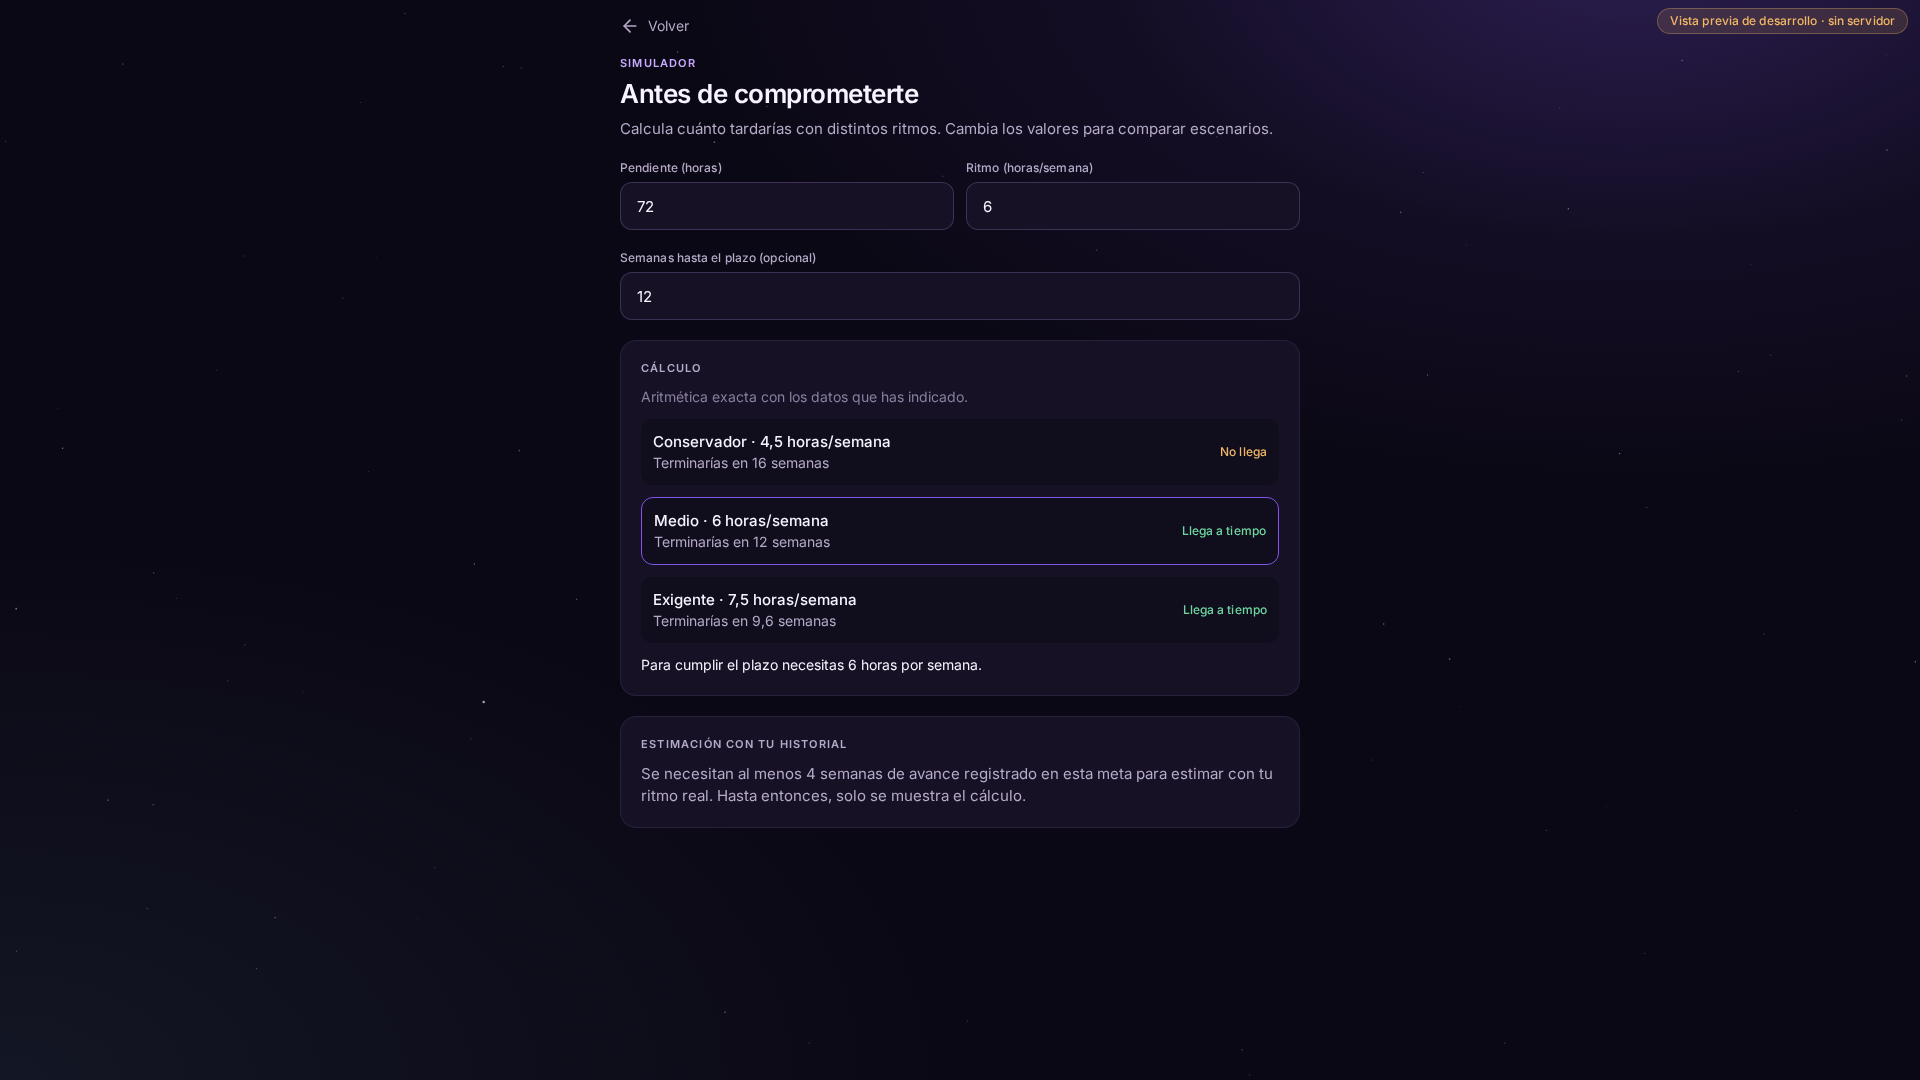 Volver
Vista previa de desarrollo · sin servidor
SIMULADOR
Antes de comprometerte
Calcula cuánto tardarías con distintos ritmos. Cambia los valores para comparar escenarios.
Pendiente (horas)
Ritmo (horas/semana)
72
6
Semanas hasta el plazo (opcional)
12
CÁLCULO
Aritmética exacta con los datos que has indicado.
Conservador · 4,5 horas/semana
Terminarías en 16 semanas
No llega
Medio · 6 horas/semana
Terminarías en 12 semanas
Llega a tiempo
Exigente · 7,5 horas/semana
Terminarías en 9,6 semanas
Llega a tiempo
Para cumplir el plazo necesitas 6 horas por semana.
ESTIMACIÓN CON TU HISTORIAL
Se necesitan al menos 4 semanas de avance registrado en esta meta para estimar con tu
ritmo real. Hasta entonces, solo se muestra el cálculo.